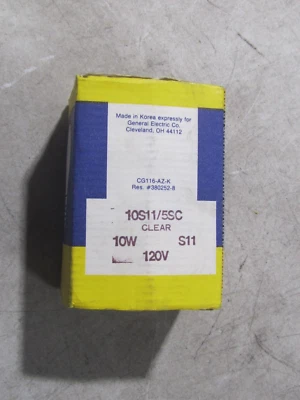 Made in Korea expressly for
General Electric Co.
Cleveland, OH 44112
CG116-AZ-K
Res. #380252-8
10S11/5SC
CLEAR
10W S11
120V